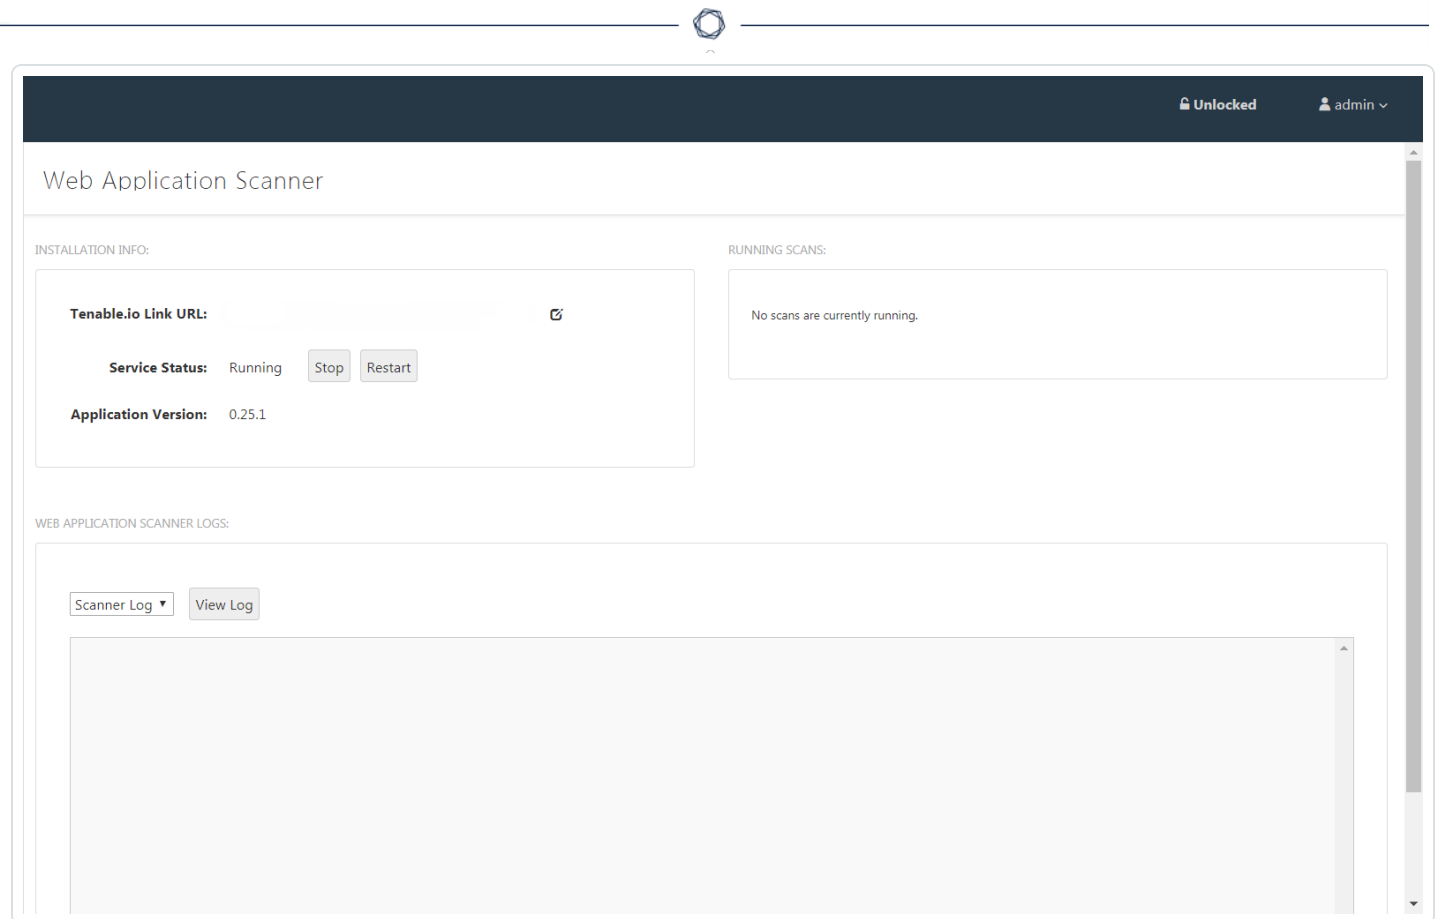 Unlocked
admin
Web Application Scanner
INSTALLATION INFO:
RUNNING SCANS:
Tenable.io Link URL:
No scans are currently running.
Service Status: Running Stop Restart
Application Version: 0.25.1
WEB APPLICATION SCANNER LOGS:
Scanner Log View Log